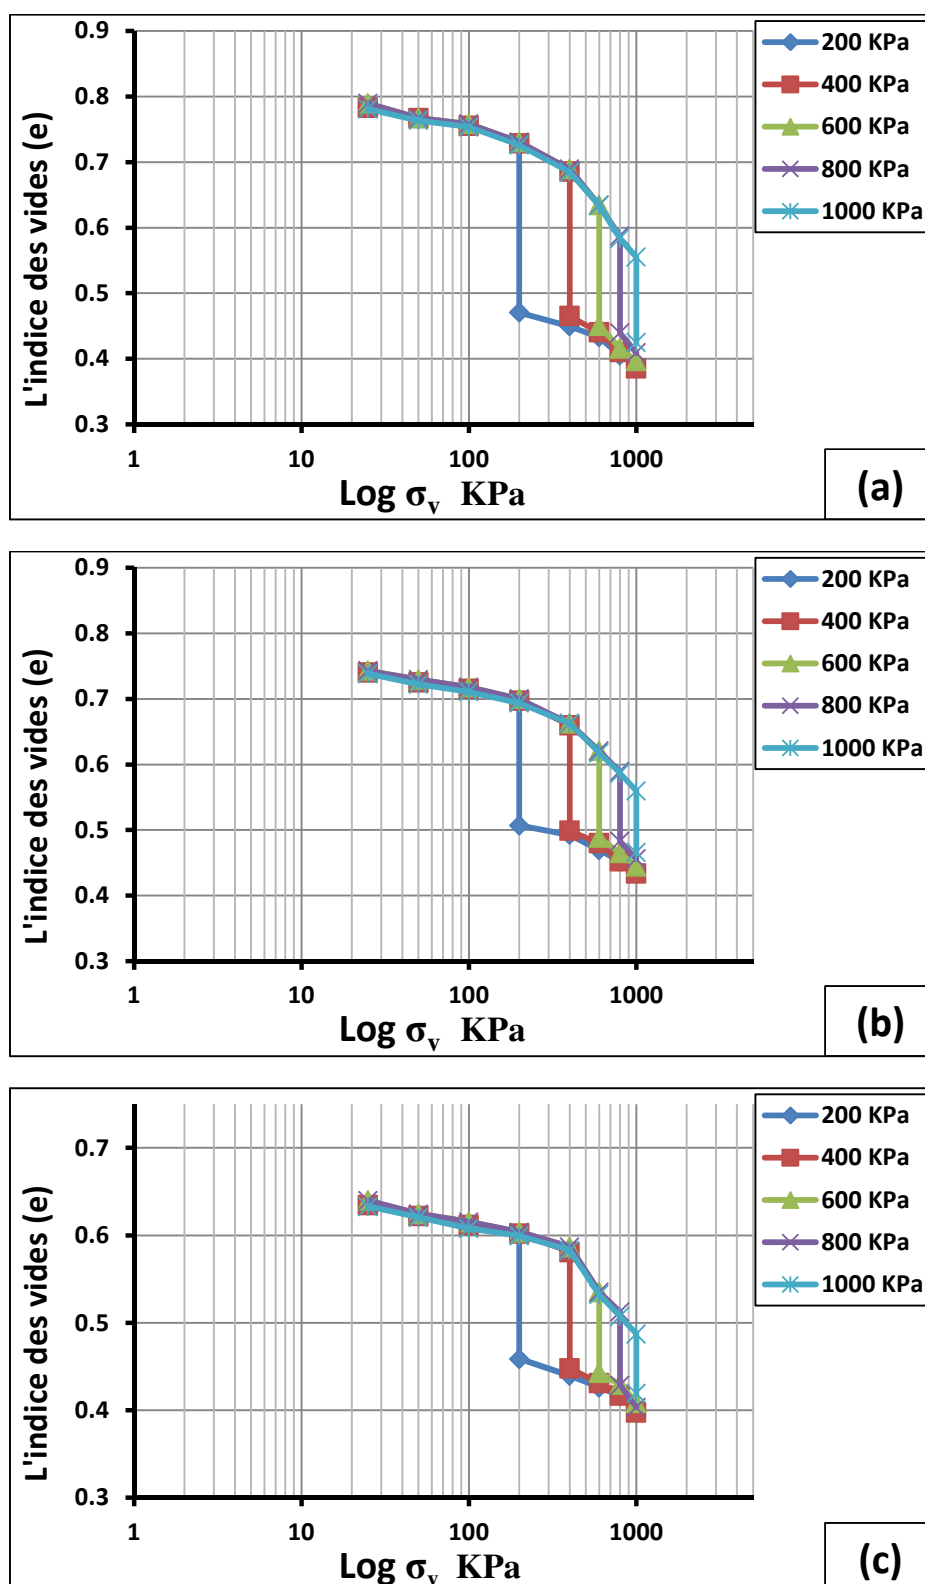 0.9
0.8
0.7
0.6
0.5
0.4
0.3
L'indice des vides (e)
1
10
100
1000
Log σv KPa
200 KPa
400 KPa
600 KPa
800 KPa
1000 KPa
(a)
0.9
0.8
0.7
0.6
0.5
0.4
0.3
L'indice des vides (e)
1
10
100
1000
Log σv KPa
200 KPa
400 KPa
600 KPa
800 KPa
1000 KPa
(b)
0.7
0.6
0.5
0.4
0.3
L'indice des vides (e)
1
10
100
1000
Log σv KPa
200 KPa
400 KPa
600 KPa
800 KPa
1000 KPa
(c)